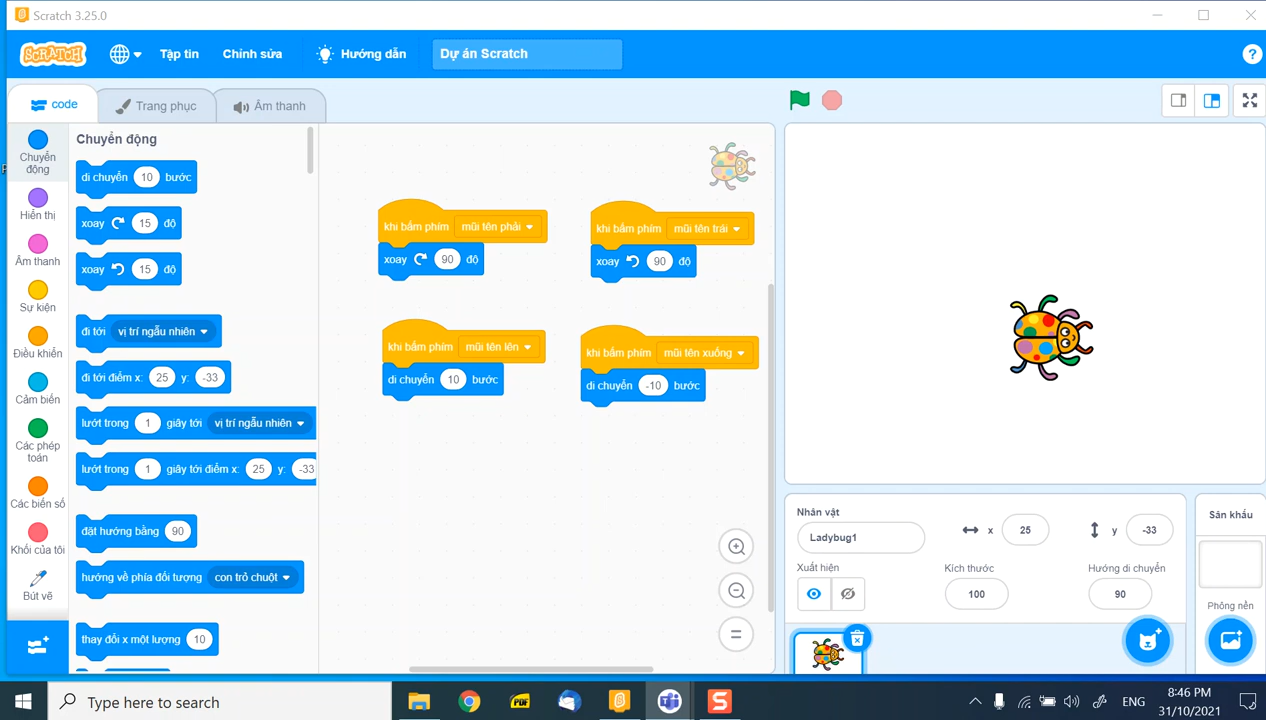 Scratch 3.25.0
SCRATCH
Tập tin
Chỉnh sửa
Hướng dẫn
Dự án Scratch
?
code
Trang phục
Âm thanh
Chuyển động
Hiển thị
Âm thanh
Sự kiện
Điều khiển
Cảm biến
Các phép toán
Các biến số
Khối của tôi
Bút vẽ
Chuyển động
di chuyển 10 bước
xoay 15 độ
xoay 15 độ
đi tới vị trí ngẫu nhiên
đi tới điểm x: 25 y: -33
lướt trong 1 giây tới vị trí ngẫu nhiên
lướt trong 1 giây tới điểm x: 25 y: -33
đặt hướng bằng 90
hướng về phía đối tượng con trỏ chuột
thay đổi x một lượng 10
khi bấm phím mũi tên phải
xoay 90 độ
khi bấm phím mũi tên trái
xoay 90 độ
khi bấm phím mũi tên lên
di chuyển 10 bước
khi bấm phím mũi tên xuống
di chuyển -10 bước
Nhân vật
Ladybug1
x 25
y -33
Xuất hiện
Kích thước
100
Hướng di chuyển
90
Sân khấu
Phông nền
Type here to search
PDF
S
ENG
8:46 PM
31/10/2021